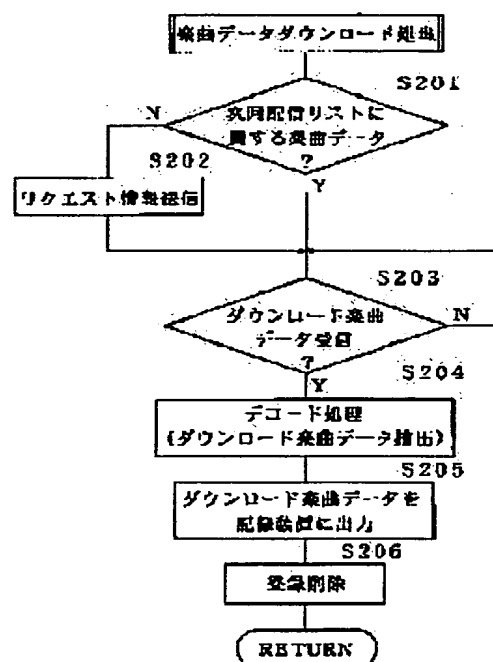 楽曲データダウンロード処理
S201
N
次回配信リストに
関する楽曲データ
?
S202
Y
リクエスト情報送信
S203
ダウンロード楽曲
データ受信
N
?
Y
S204
デコード処理
(ダウンロード楽曲データ抽出)
S205
ダウンロード楽曲データを
記録装置に出力
S206
登録削除
RETURN